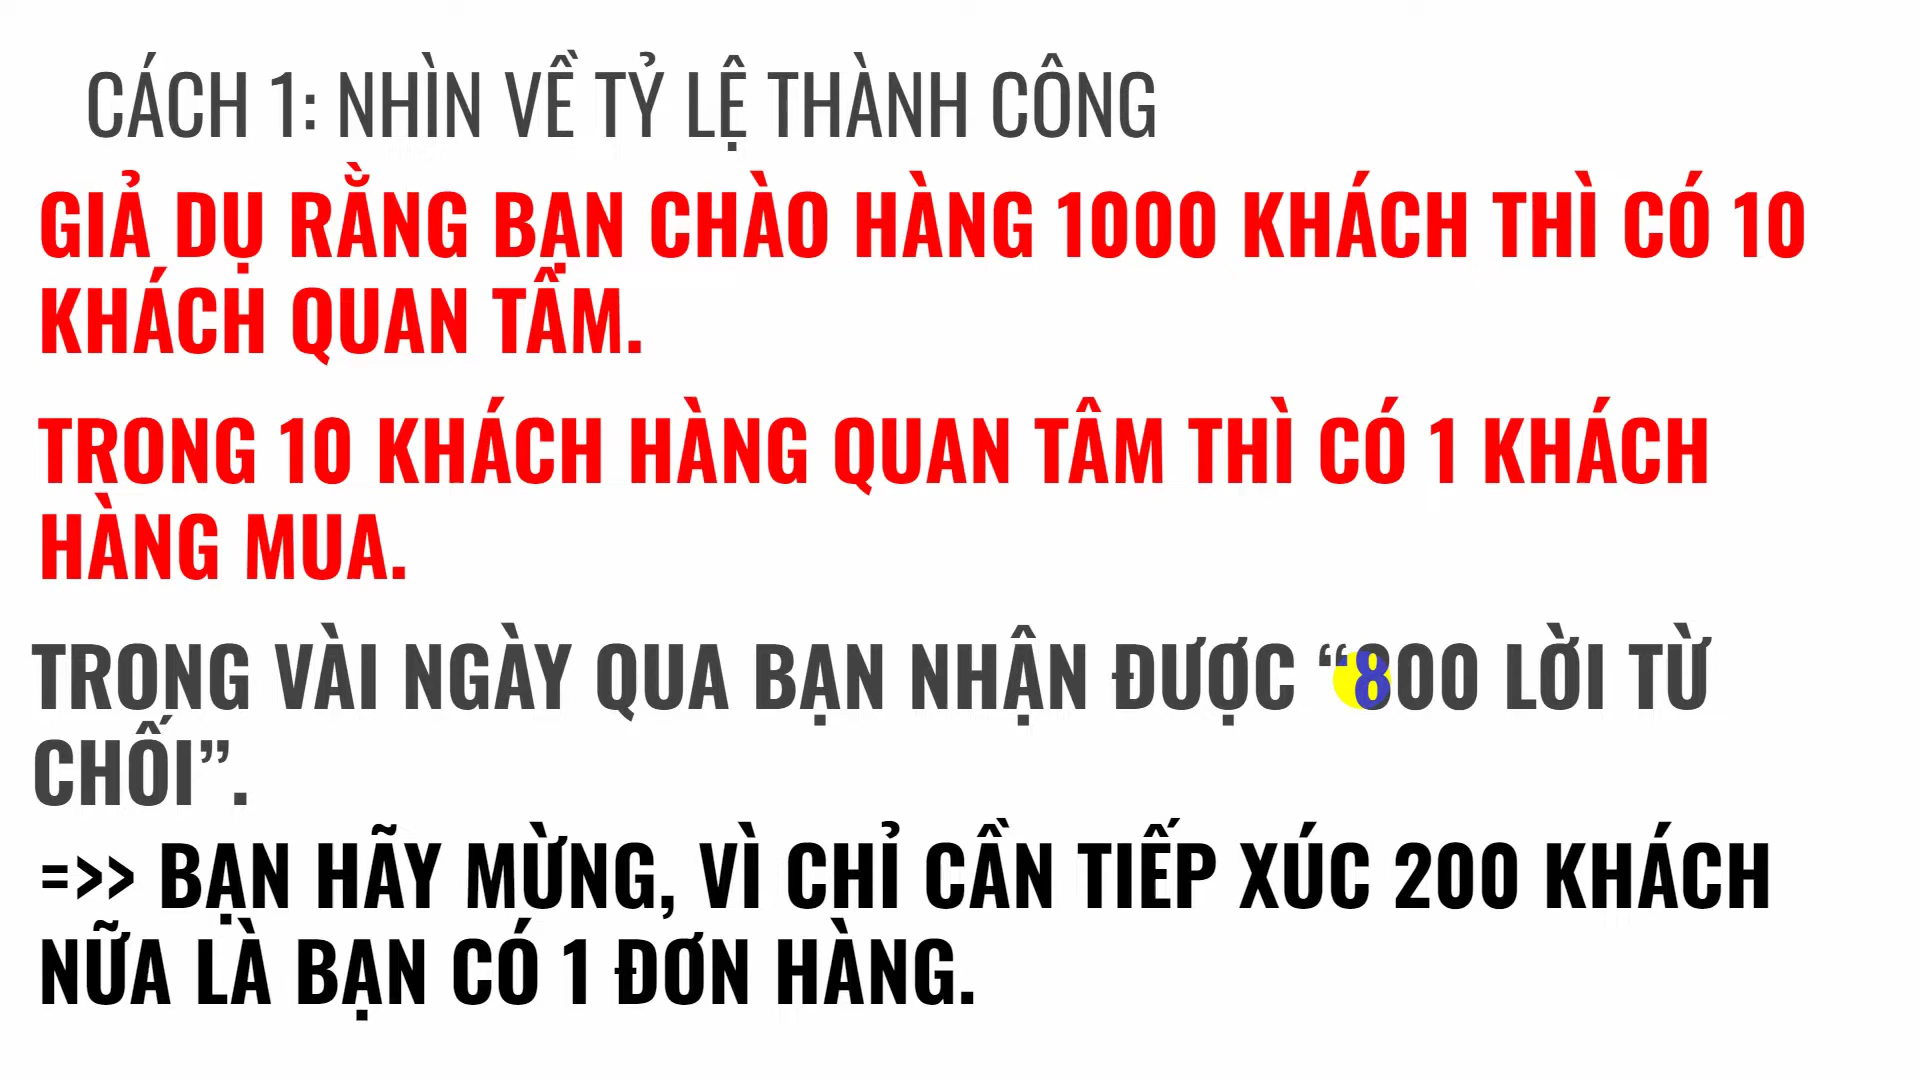 CÁCH 1: NHÌN VỀ TỶ LỆ THÀNH CÔNG
GIẢ DỤ RẰNG BẠN CHÀO HÀNG 1000 KHÁCH THÌ CÓ 10
KHÁCH QUAN TÂM.
TRONG 10 KHÁCH HÀNG QUAN TÂM THÌ CÓ 1 KHÁCH
HÀNG MUA.
TRONG VÀI NGÀY QUA BẠN NHẬN ĐƯỢC “800 LỜI TỪ
CHỐI”.
=>> BẠN HÃY MỪNG, VÌ CHỈ CẦN TIẾP XÚC 200 KHÁCH
NỮA LÀ BẠN CÓ 1 ĐƠN HÀNG.